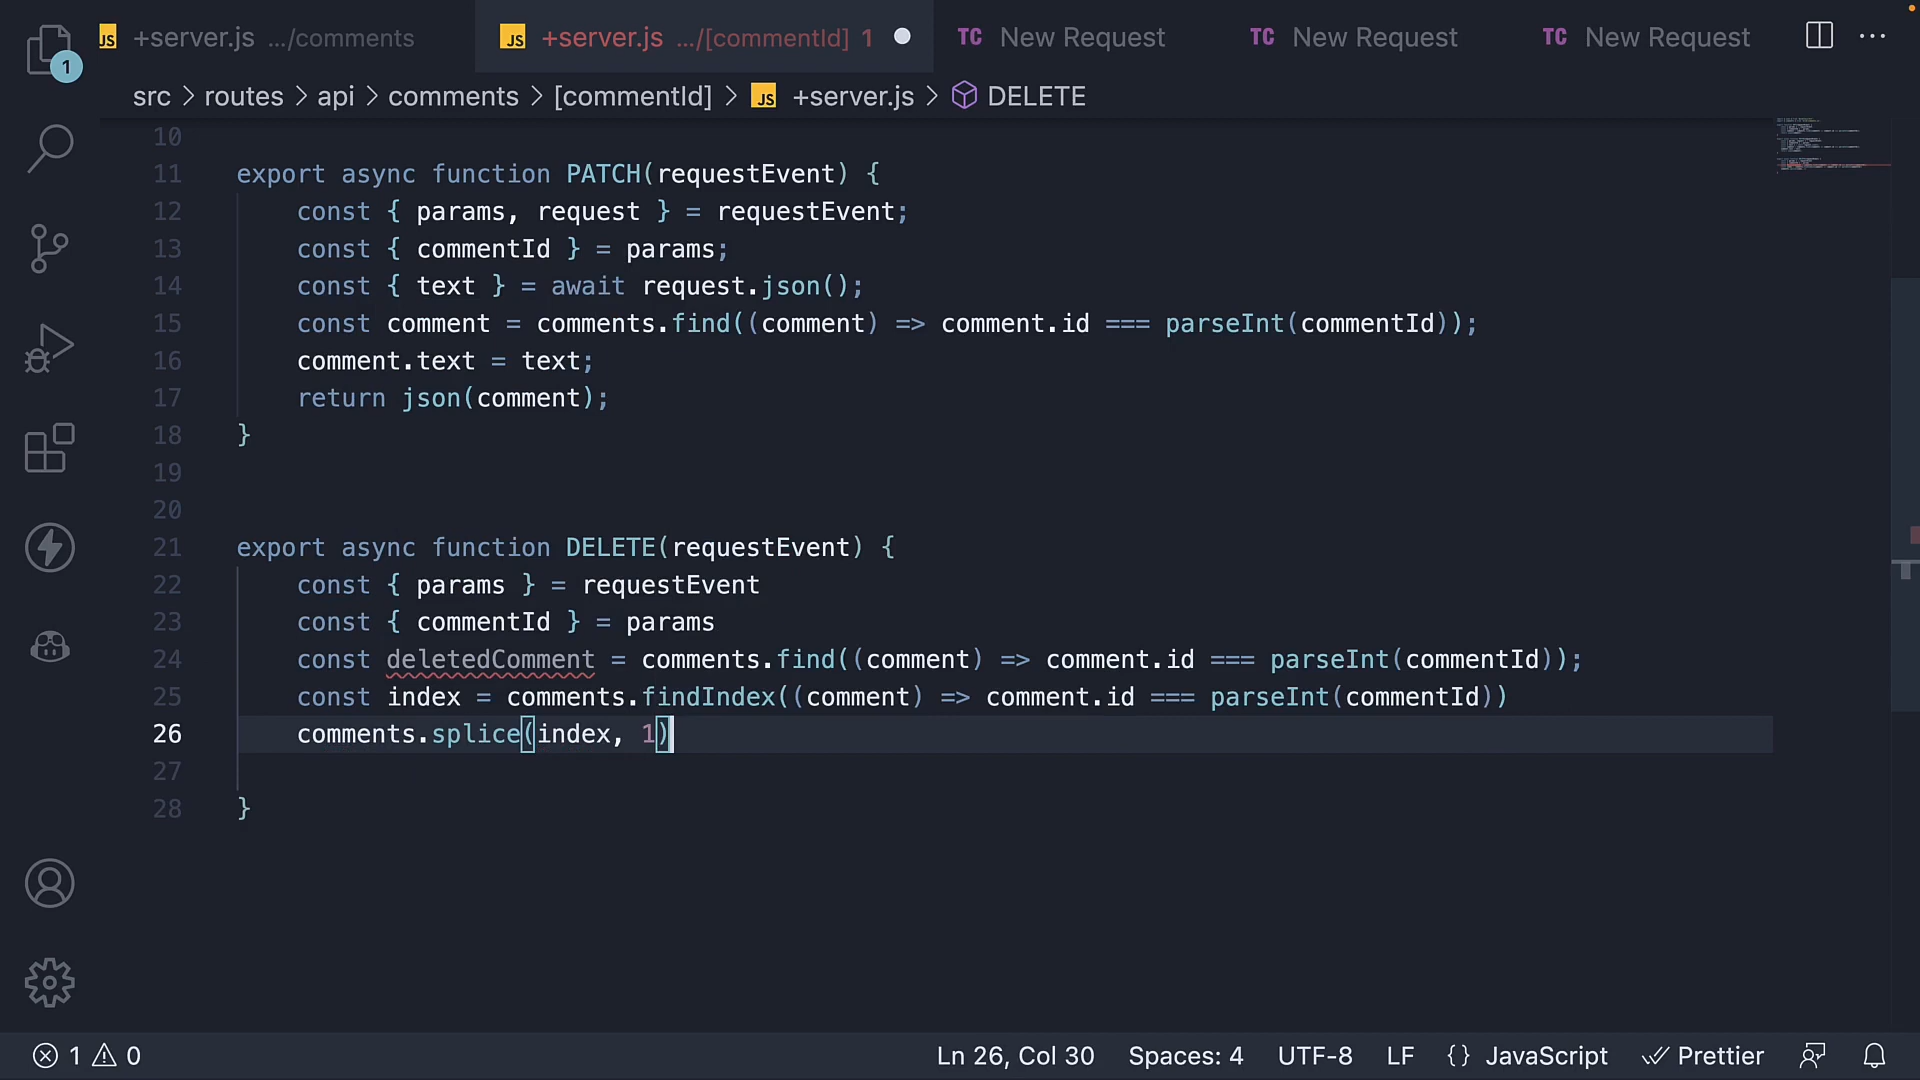 JS +server.js .../comments JS +server.js .../[commentId] 1 TC New Request TC New Request TC New Request ...
1
src > routes > api > comments > [commentId] > JS +server.js > DELETE
10
11 export async function PATCH(requestEvent) {
12 const { params, request } = requestEvent;
13 const { commentId } = params;
14 const { text } = await request.json();
15 const comment = comments.find((comment) => comment.id === parseInt(commentId));
16 comment.text = text;
17 return json(comment);
18 }
19
20
21 export async function DELETE(requestEvent) {
22 const { params } = requestEvent
23 const { commentId } = params
24 const deletedComment = comments.find((comment) => comment.id === parseInt(commentId));
25 const index = comments.findIndex((comment) => comment.id === parseInt(commentId))
26 comments.splice(index, 1)
27
28 }
1 0 Ln 26, Col 30 Spaces: 4 UTF-8 LF {} JavaScript Prettier